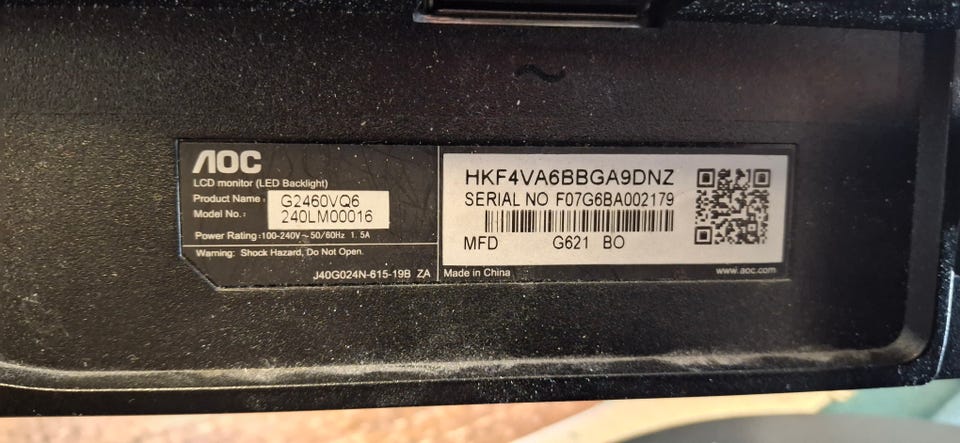 AOC
LCD monitor (LED Backlight)
Product Name: G2460VQ6
Model No.: 240LM00016
Power Rating:100-240V~50/60Hz 1.5A
Warning: Shock Hazard, Do Not Open.
J40G024N-615-19B ZA
HKF4VA6BBGA9DNZ
SERIAL NO F07G6BA002179
MFD G621 BO
Made in China
www.aoc.com